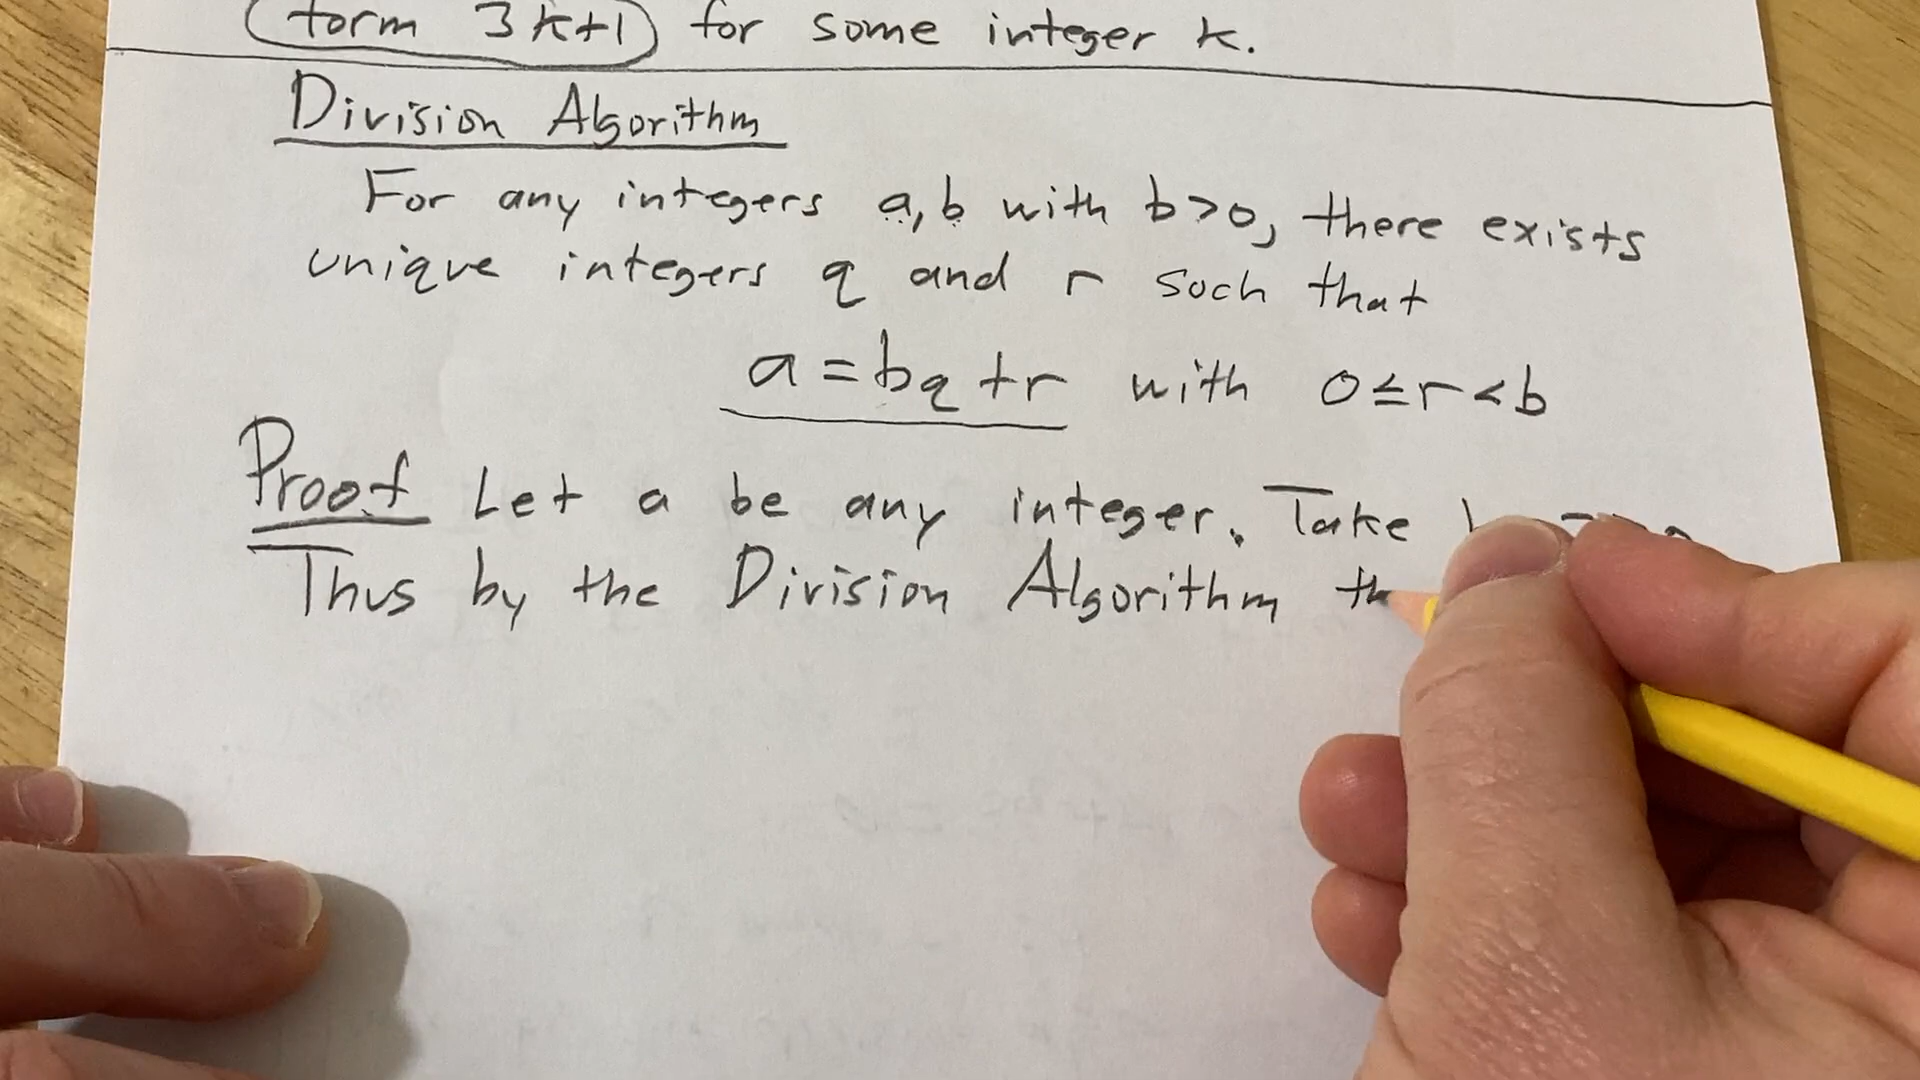 form 3k+1 for some integer k.
Division Algorithm
For any integers a, b with b>0, there exists
unique integers q and r such that
a = bq + r with 0≤r<b
Proof Let a be any integer. Take
Thus by the Division Algorithm th